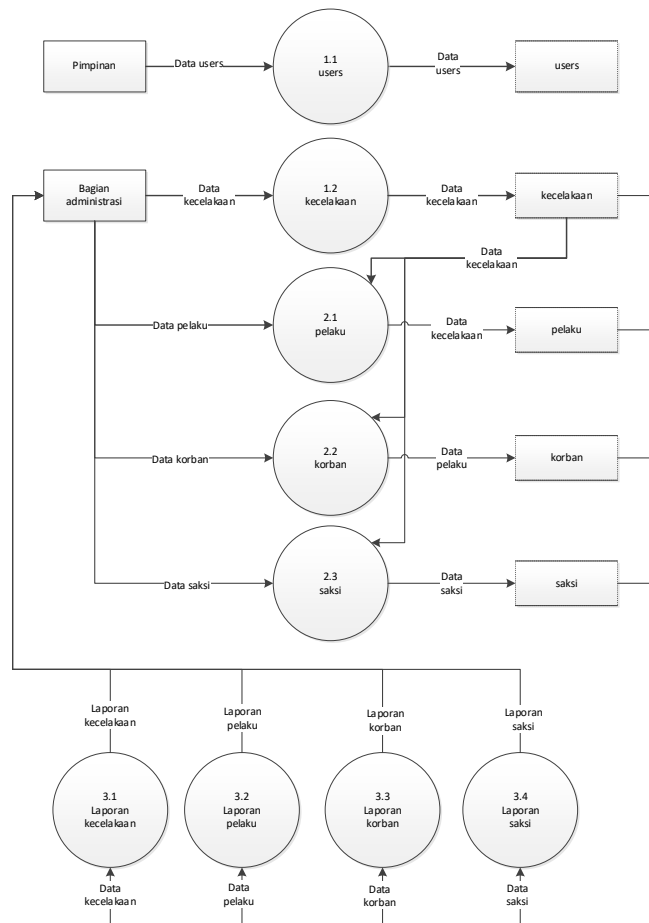 Pimpinan
Data users
1.1
users
Data
users
users
Bagian
administrasi
Data
kecelakaan
1.2
kecelakaan
Data
kecelakaan
kecelakaan
Data
kecelakaan
Data pelaku
2.1
pelaku
Data
kecelakaan
pelaku
Data korban
2.2
korban
Data
pelaku
korban
Data saksi
2.3
saksi
Data
saksi
saksi
Laporan
kecelakaan
Laporan
pelaku
Laporan
korban
Laporan
saksi
3.1
Laporan
kecelakaan
3.2
Laporan
pelaku
3.3
Laporan
korban
3.4
Laporan
saksi
Data
kecelakaan
Data
pelaku
Data
korban
Data
saksi